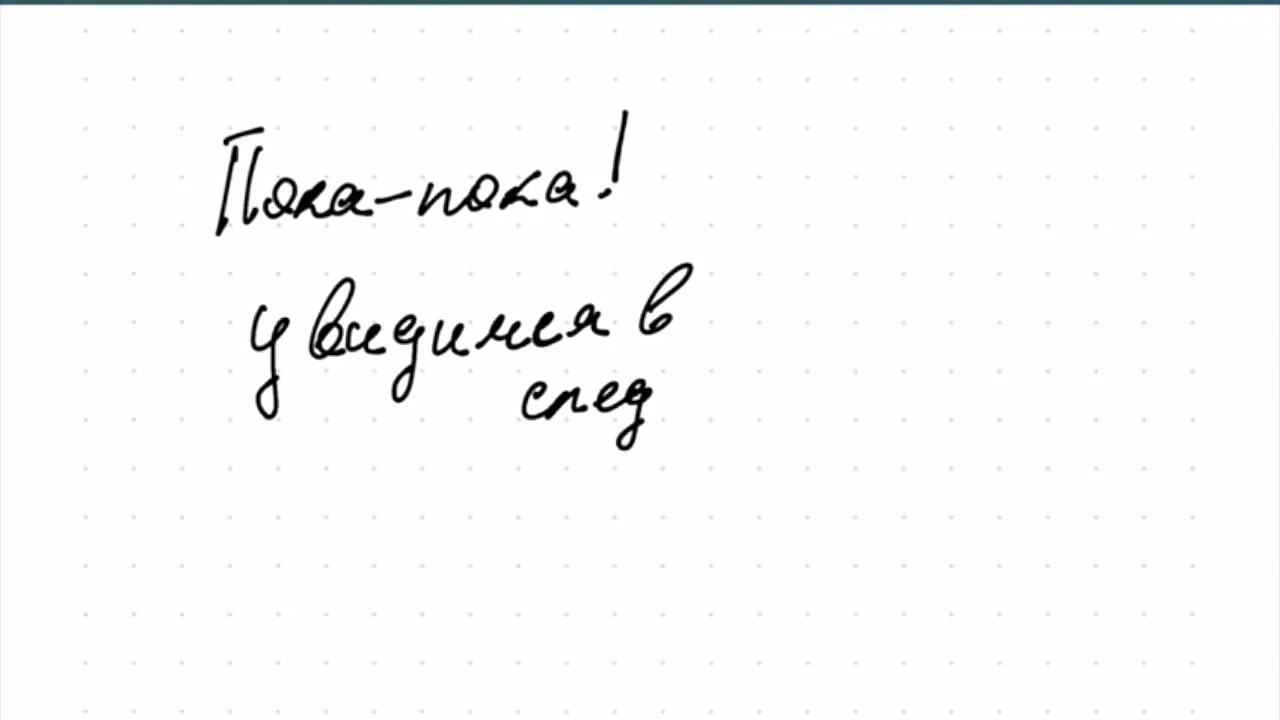 Пока-пока!
увидимся в
след